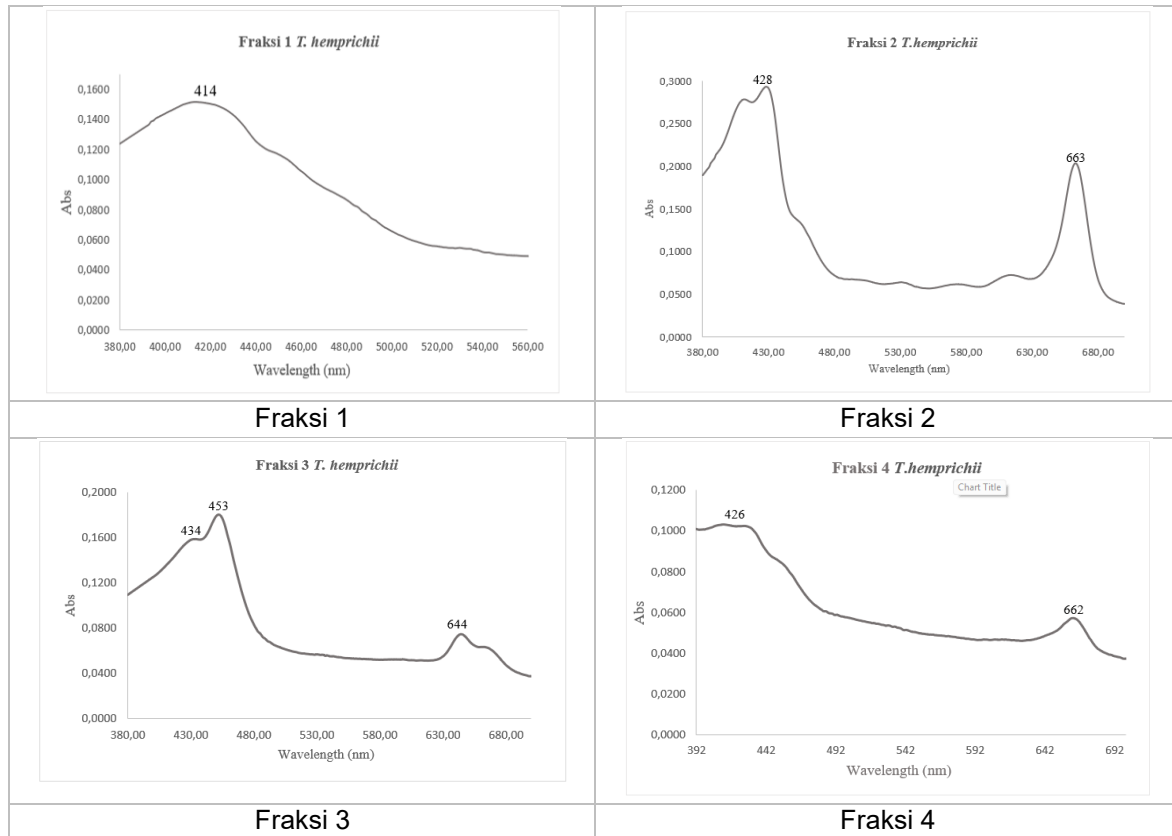 Fraksi 1 T. hemprichii
414
0,1600
0,1400
0,1200
0,1000
0,0800
0,0600
0,0400
0,0200
0,0000
Abs
380,00 400,00 420,00 440,00 460,00 480,00 500,00 520,00 540,00 560,00
Wavelength (nm)
Fraksi 1
Fraksi 2 T.hemprichii
428
663
0,3000
0,2500
0,2000
0,1500
0,1000
0,0500
0,0000
Abs
380,00 430,00 480,00 530,00 580,00 630,00 680,00
Wavelength (nm)
Fraksi 2
Fraksi 3 T. hemprichii
434
453
644
0,2000
0,1600
0,1200
0,0800
0,0400
0,0000
Abs
380,00 430,00 480,00 530,00 580,00 630,00 680,00
Wavelength (nm)
Fraksi 3
Fraksi 4 T.hemprichii
Chart Title
426
662
0,1200
0,1000
0,0800
0,0600
0,0400
0,0200
0,0000
Abs
392 442 492 542 592 642 692
Wavelength (nm)
Fraksi 4